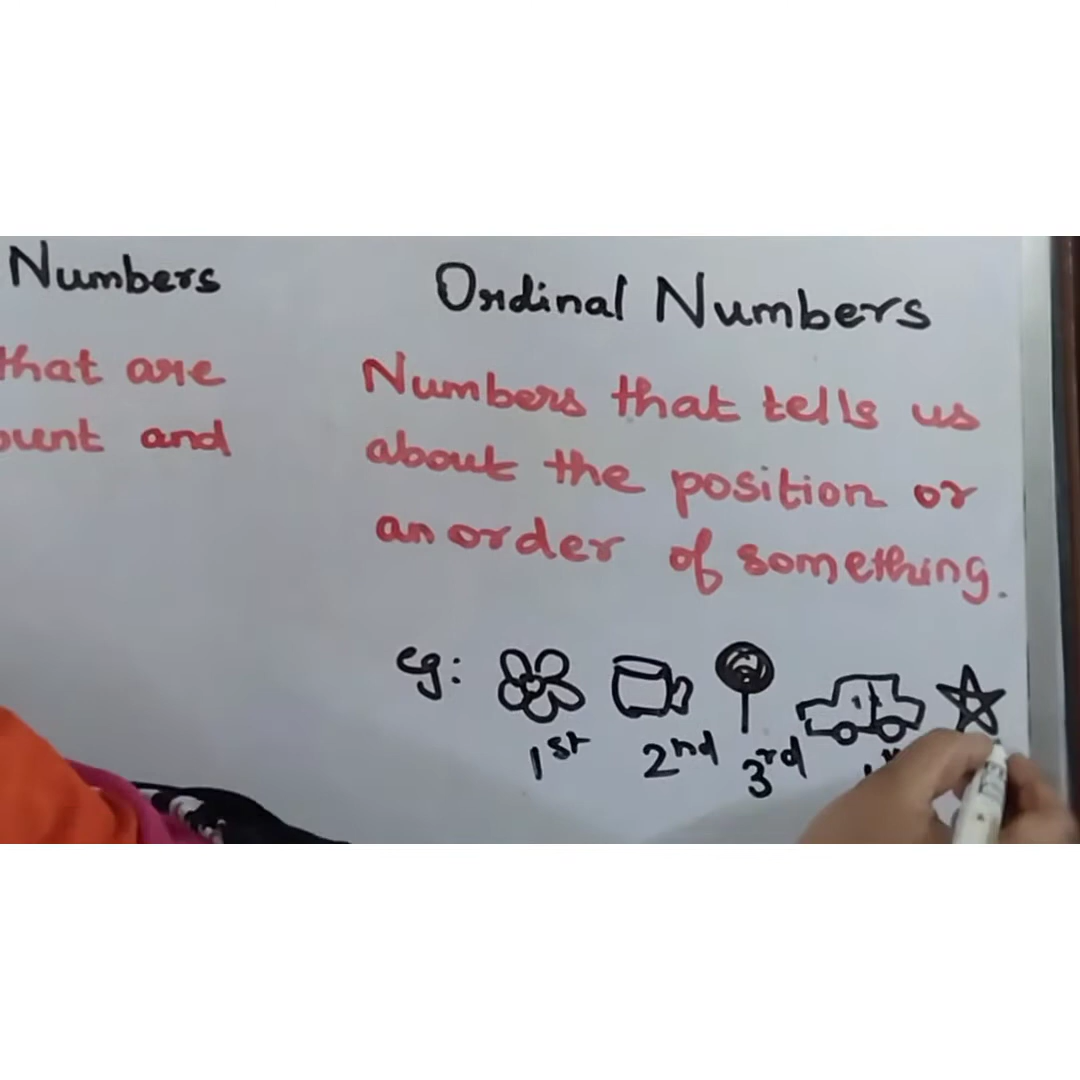 Numbers
Ordinal Numbers
that are
and
Numbers that tells us
about the position or
an order of something.
eg:
1st 2nd 3rd